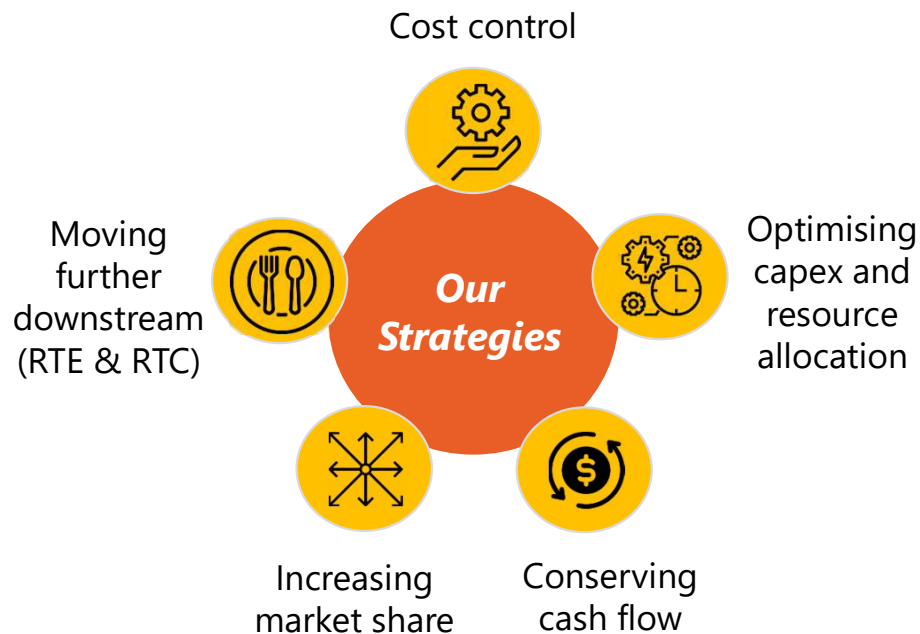 Cost control
Moving
further
downstream
(RTE & RTC)
Our
Strategies
Optimising
capex and
resource
allocation
Increasing
market share
Conserving
cash flow
$